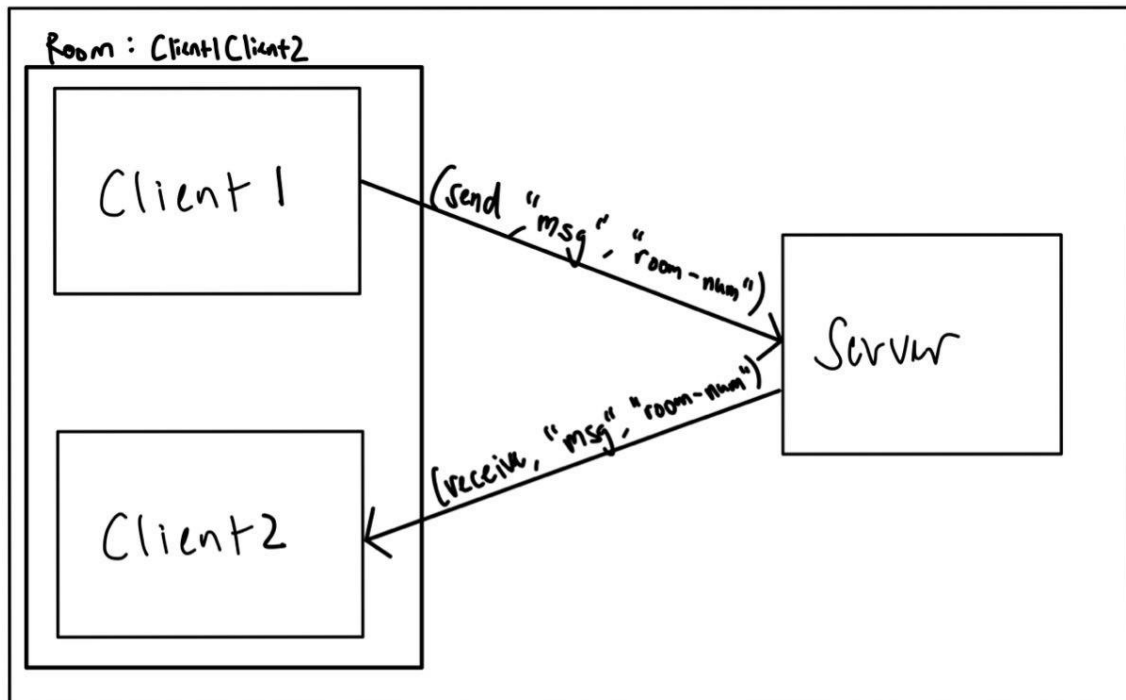 Room : Client1Client2
Client 1
(send, "msg", "room-num")
Server
(receive, "msg", "room-num")
Client2